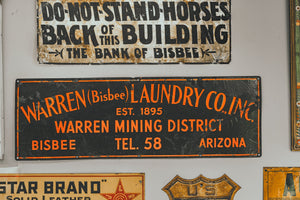 DO·NOT·STAND·HORSES
BACK OF THIS BUILDING
THE BANK OF BISBEE
WARREN (Bisbee) LAUNDRY CO. INC.
EST. 1895
WARREN MINING DISTRICT
BISBEE TEL. 58 ARIZONA
STAR BRAND"
SOLID LEATHER
US